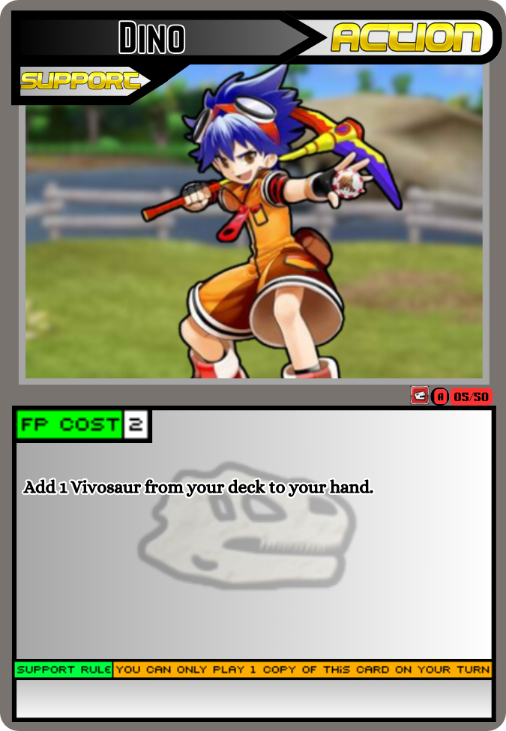 Dino
ACTION
SUPPORT
A 05/50
FP COST 2
Add 1 Vivosaur from your deck to your hand.
SUPPORT RULE YOU CAN ONLY PLAY 1 COPY OF THIS CARD ON YOUR TURN